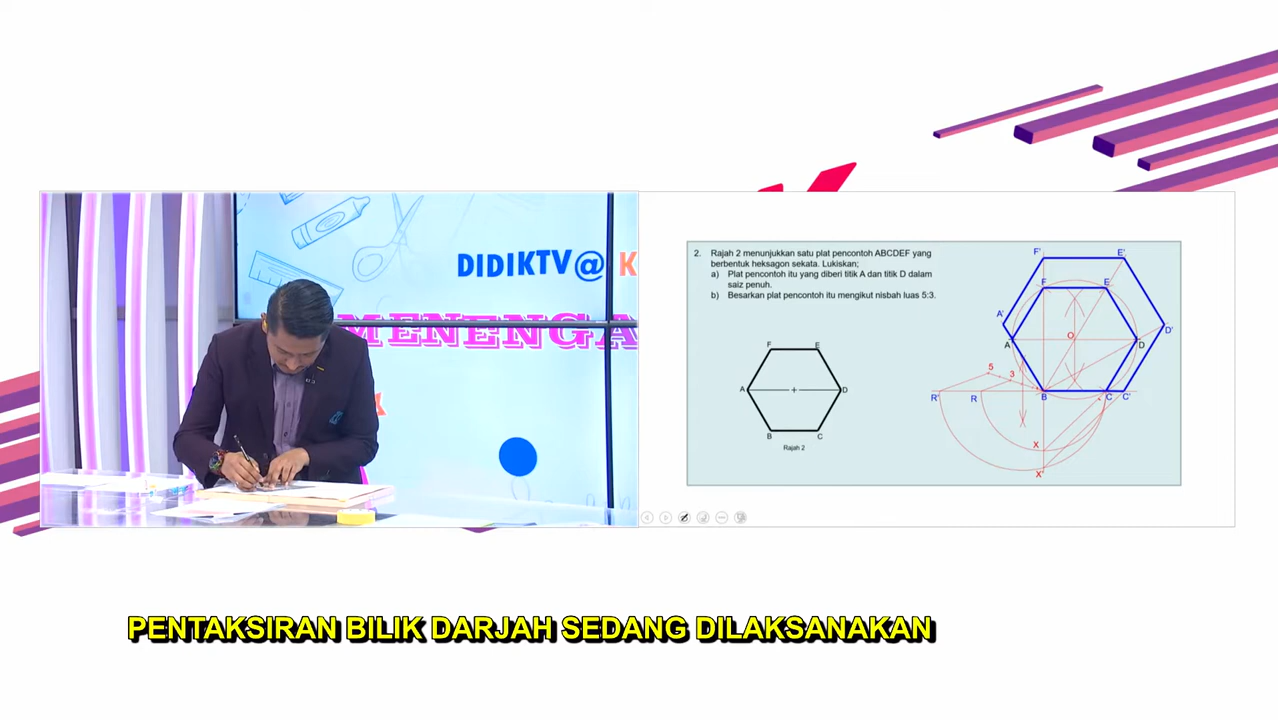 DIDIKTV@ K
MENENGA
2. Rajah 2 menunjukkan satu plat pencontoh ABCDEF yang
berbentuk heksagon sekata. Lukiskan;
a) Plat pencontoh itu yang diberi titik A dan titik D dalam
saiz penuh.
b) Besarkan plat pencontoh itu mengikut nisbah luas 5:3.
F E
A D
B C
Rajah 2
F' E'
F E
A'
O D'
A D
5 3
R' R B C C'
X
X'
PENTAKSIRAN BILIK DARJAH SEDANG DILAKSANAKAN